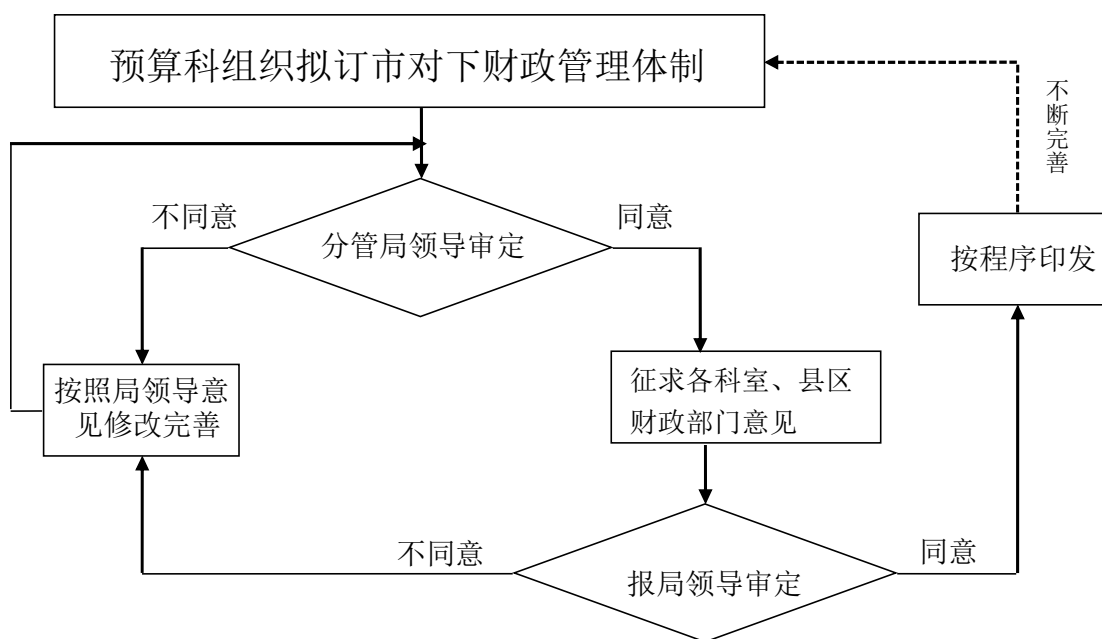 预算科组织拟订市对下财政管理体制
不断完善
不同意
同意
分管局领导审定
按程序印发
按照局领导意
见修改完善
征求各科室、县区
财政部门意见
不同意
同意
报局领导审定